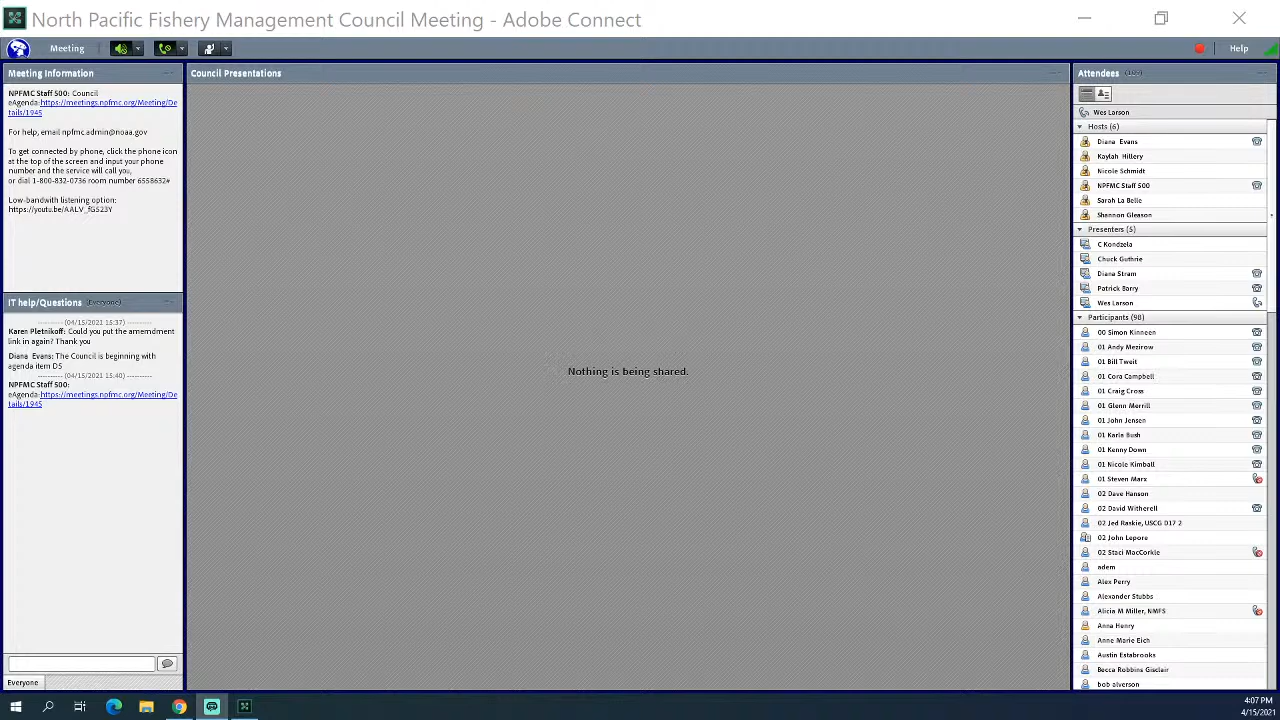 North Pacific Fishery Management Council Meeting - Adobe Connect
Meeting
Help
Meeting Information
NPFMC Staff 500: Council
eAgenda:https://meetings.npfmc.org/Meeting/De
tails/1945
For help, email npfmc.admin@noaa.gov
To get connected by phone, click the phone icon
at the top of the screen and input your phone
number and the service will call you,
or dial 1-800-832-0736 room number 6558632#
Low-bandwith listening option:
https://youtu.be/AALV_fGS23Y
IT help/Questions (Everyone)
---------- (04/15/2021 15:37) ----------
Karen Pletnikoff: Could you put the amemdment
link in again? Thank you
Diana Evans: The Council is beginning with
agenda item D5
---------- (04/15/2021 15:40) ----------
NPFMC Staff 500:
eAgenda:https://meetings.npfmc.org/Meeting/De
tails/1945
Everyone
Council Presentations
Nothing is being shared.
Attendees
Wes Larson
Hosts (6)
Diana Evans
Kaylah Hillery
Nicole Schmidt
NPFMC Staff 500
Sarah La Belle
Shannon Gleason
Presenters (5)
C Kondzela
Chuck Guthrie
Diana Stram
Patrick Barry
Wes Larson
Participants (98)
00 Simon Kinneen
01 Andy Mezirow
01 Bill Tweit
01 Cora Campbell
01 Craig Cross
01 Glenn Merrill
01 John Jensen
01 Karla Bush
01 Kenny Down
01 Nicole Kimball
01 Steven Marx
02 Dave Hanson
02 David Witherell
02 Jed Raskie, USCG D17 2
02 John Lepore
02 Staci MacCorkle
adem
Alex Perry
Alexander Stubbs
Alicia M Miller, NMFS
Anna Henry
Anne Marie Eich
Austin Estabrooks
Becca Robbins Gisclair
bob alverson
4:07 PM
4/15/2021